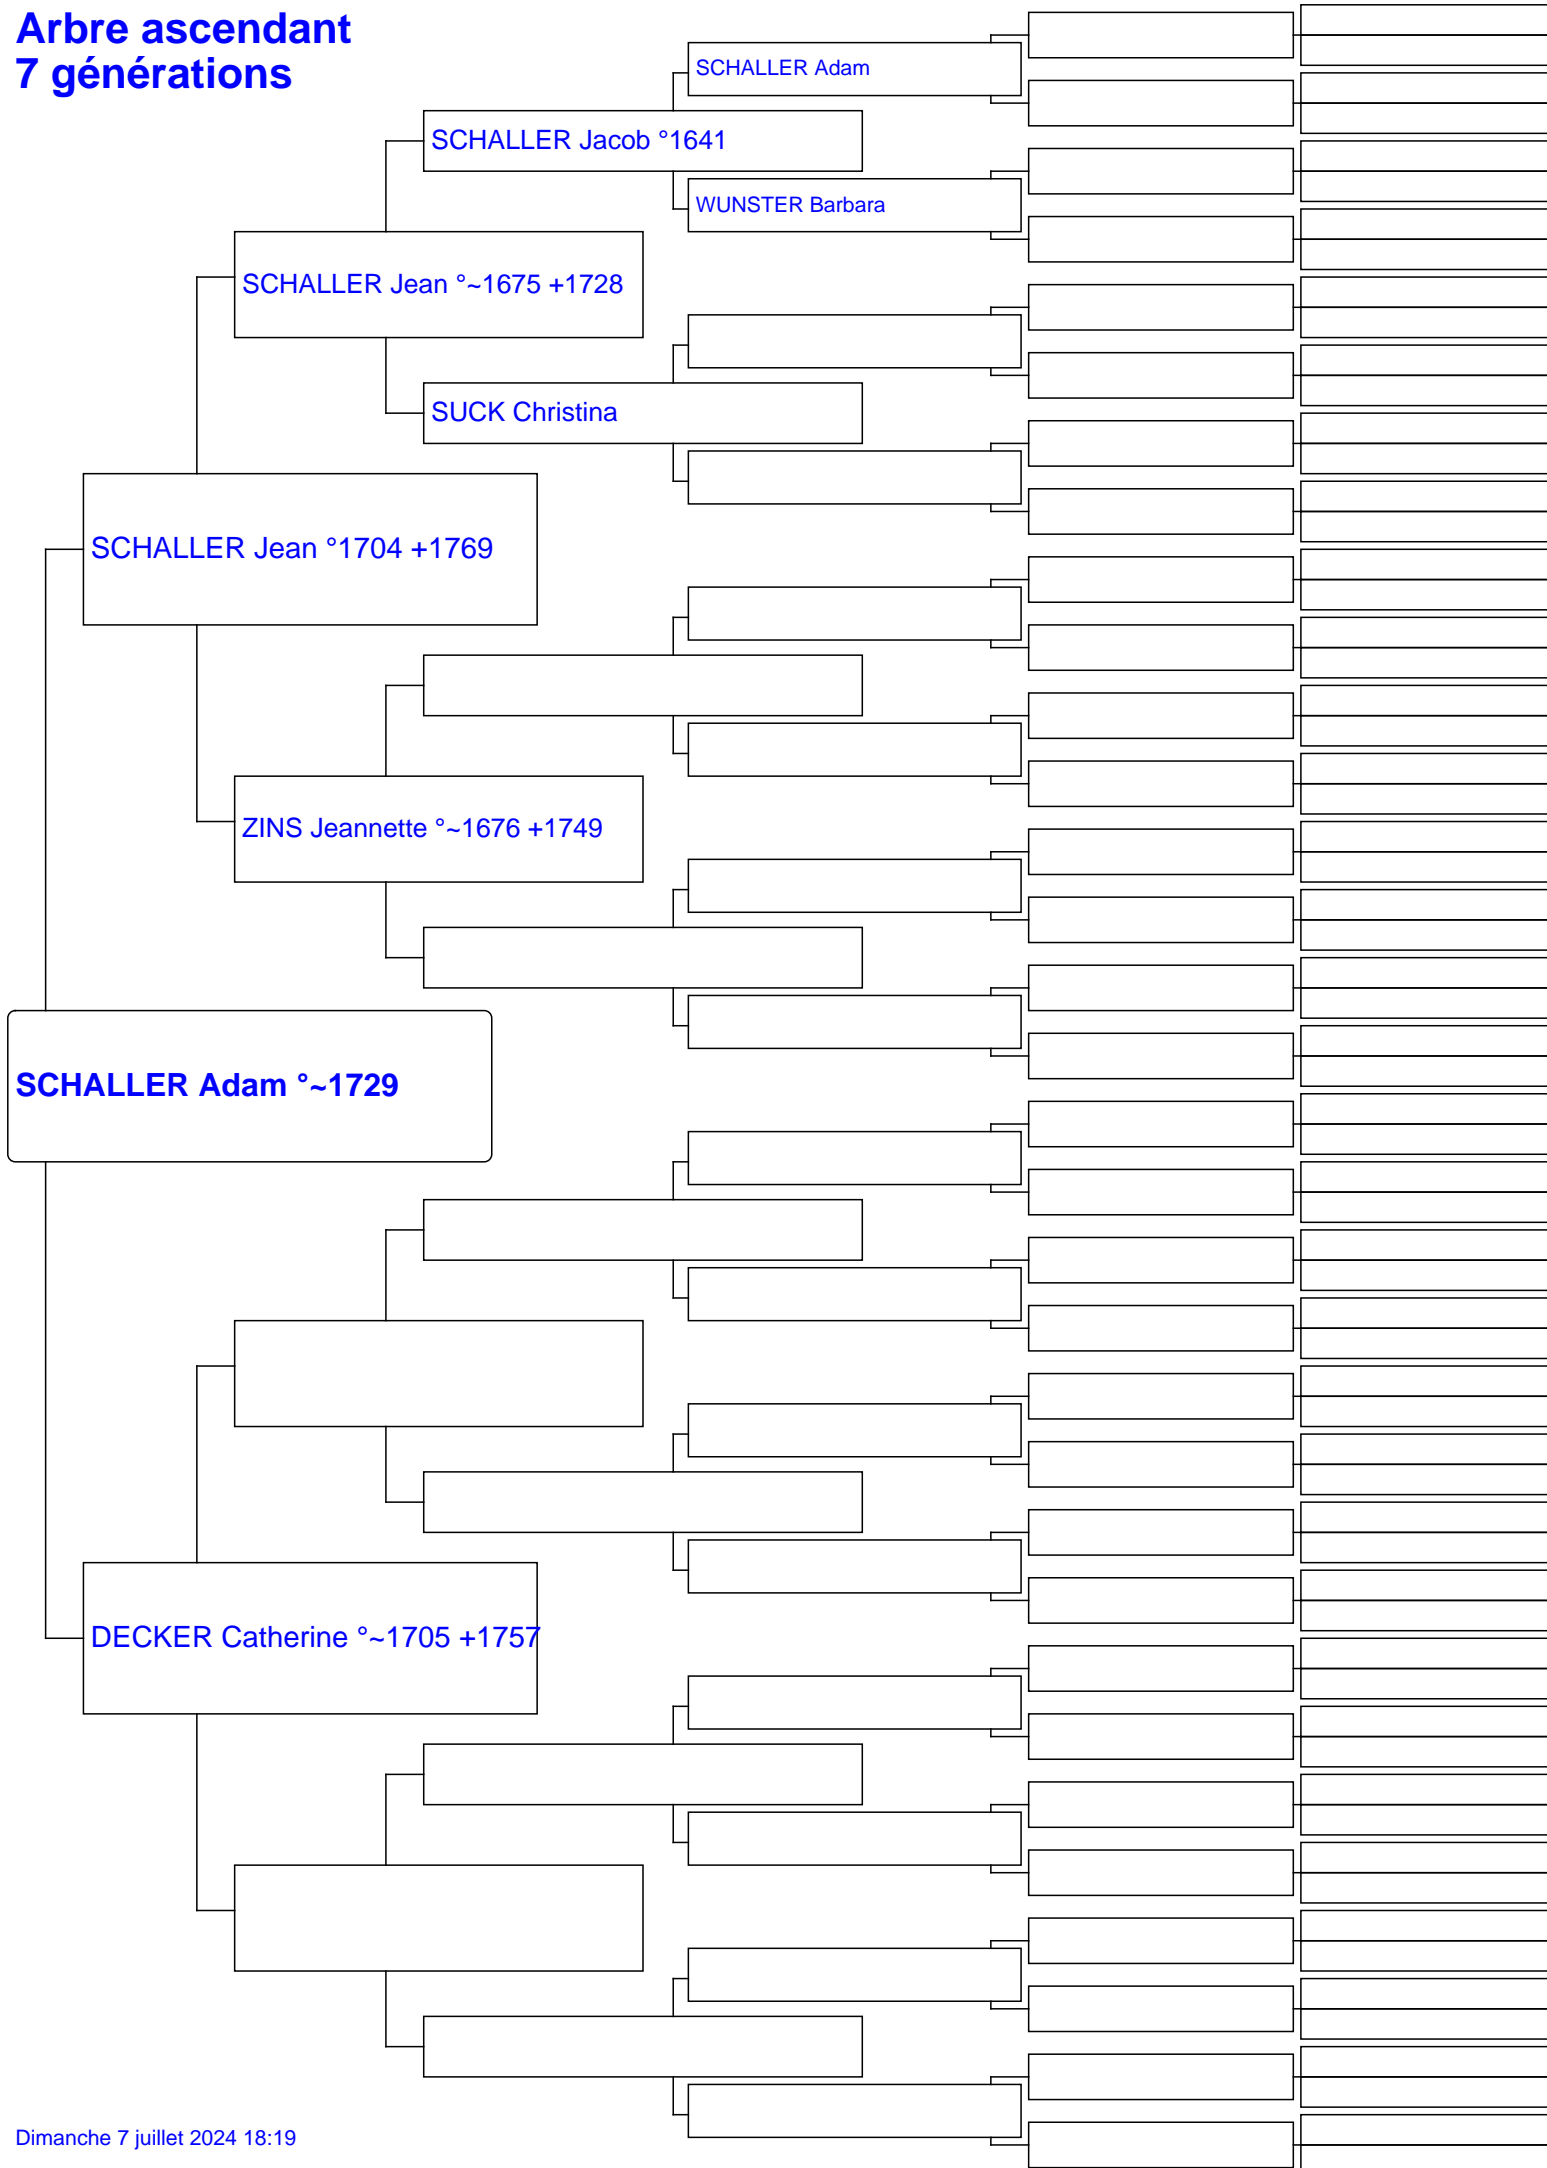 Arbre ascendant
7 générations
SCHALLER Adam
SCHALLER Jacob °1641
WUNSTER Barbara
SCHALLER Jean °~1675 +1728
SUCK Christina
SCHALLER Jean °1704 +1769
ZINS Jeannette °~1676 +1749
SCHALLER Adam °~1729
DECKER Catherine °~1705 +1757
Dimanche 7 juillet 2024 18:19